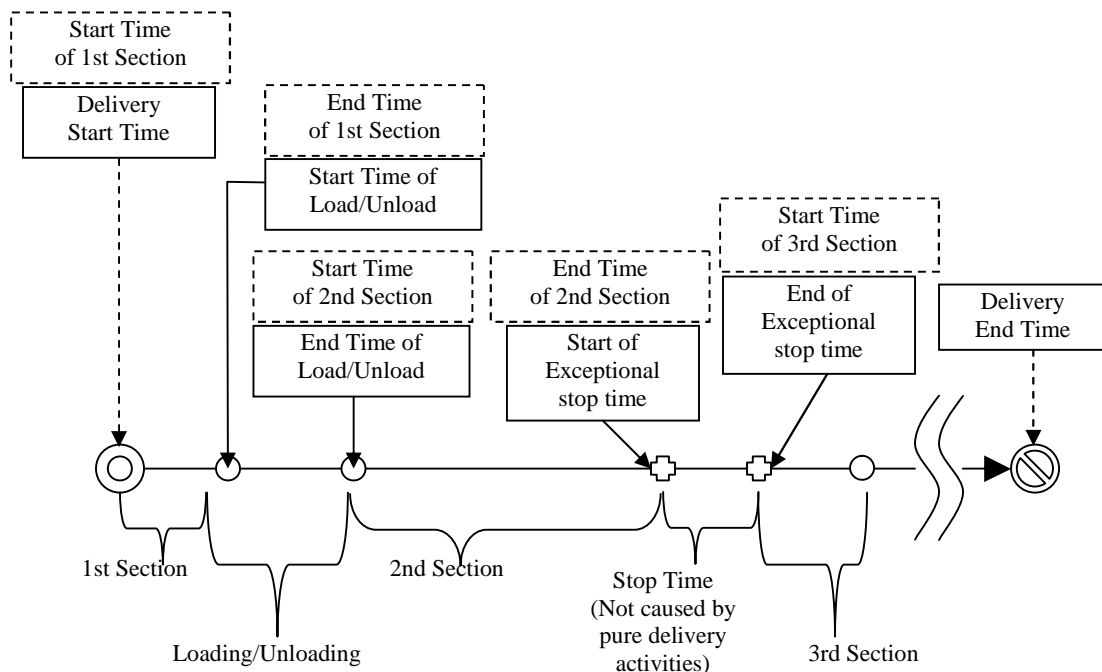 Start Time
of 1st Section
Delivery
Start Time
End Time
of 1st Section
Start Time of
Load/Unload
Start Time
of 2nd Section
End Time of
Load/Unload
End Time
of 2nd Section
Start of
Exceptional
stop time
Start Time
of 3rd Section
End of
Exceptional
stop time
Delivery
End Time
1st Section
Loading/Unloading
2nd Section
Stop Time
(Not caused by
pure delivery
activities)
3rd Section